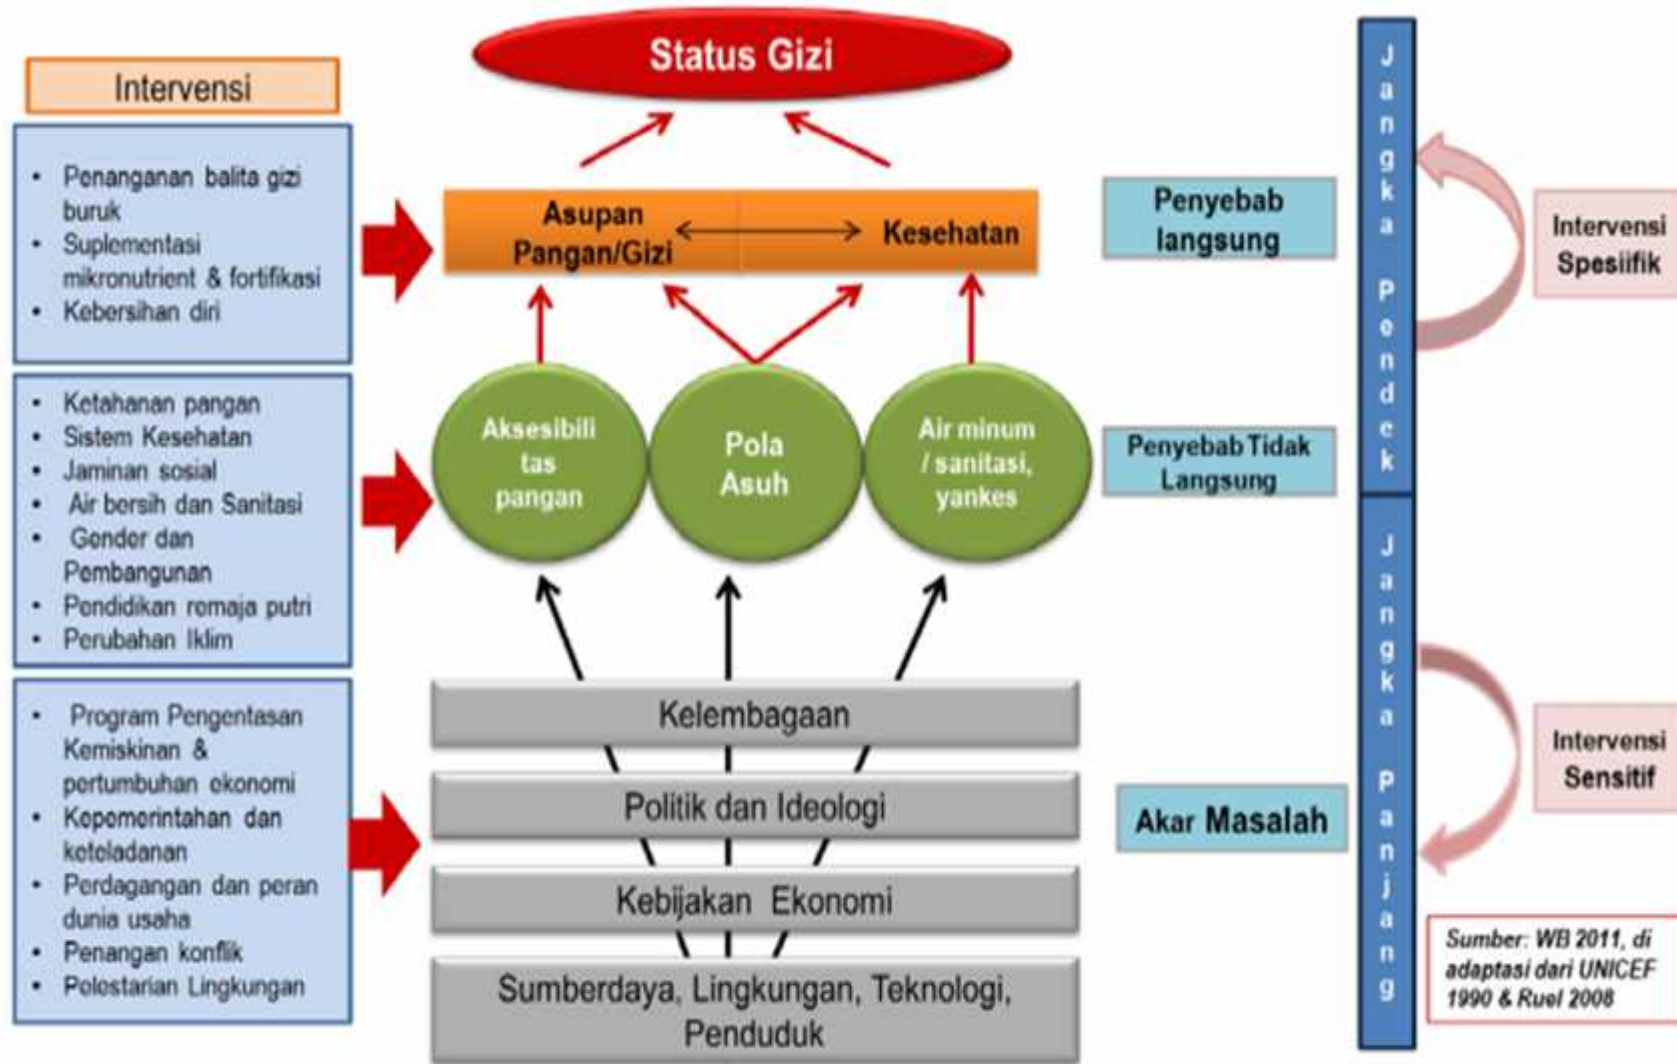 Status Gizi
Intervensi
• Penanganan balita gizi
buruk
• Suplementasi
mikronutrient & fortifikasi
• Kebersihan diri
Asupan
Pangan/Gizi
Kesehatan
Penyebab
langsung
• Ketahanan pangan
• Sistem Kesehatan
• Jaminan sosial
• Air bersih dan Sanitasi
• Gender dan
Pembangunan
• Pendidikan remaja putri
• Perubahan Iklim
Aksesibili
tas
pangan
Pola
Asuh
Air minum
/ sanitasi,
yankes
Penyebab Tidak
Langsung
• Program Pengentasan
Kemiskinan &
pertumbuhan ekonomi
• Kepemerintahan dan
keteladanan
• Perdagangan dan peran
dunia usaha
• Penangan konflik
• Pelestarian Lingkungan
Kelembagaan
Politik dan Ideologi
Kebijakan Ekonomi
Sumberdaya, Lingkungan, Teknologi,
Penduduk
Akar Masalah
Jangka Pendek
Jangka Panjang
Intervensi
Spesiifik
Intervensi
Sensitif
Sumber: WB 2011, di
adaptasi dari UNICEF
1990 & Ruel 2008